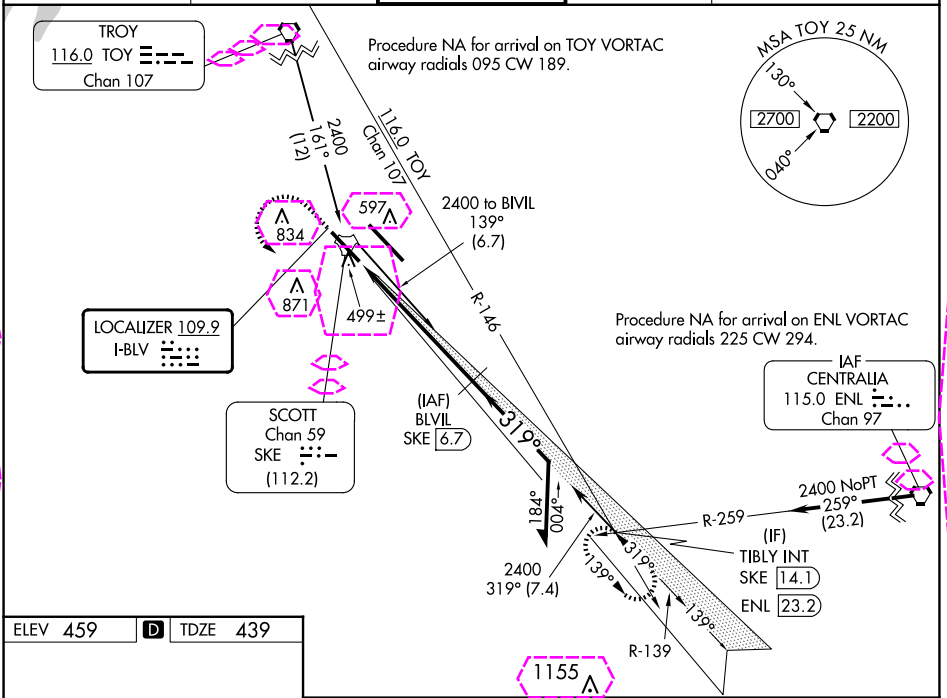 TROY
116.0 TOY
Chan 107
Procedure NA for arrival on TOY VORTAC
airway radials 095 CW 189.
MSA TOY 25 NM
130°
2700
2200
040°
2400
161°
(12)
116.0 TOY
Chan 107
2400 to BIVIL
139°
(6.7)
834
597
871
499±
R-146
LOCALIZER 109.9
I-BLV
Procedure NA for arrival on ENL VORTAC
airway radials 225 CW 294.
IAF
CENTRALIA
115.0 ENL
Chan 97
SCOTT
Chan 59
SKE
(112.2)
(IAF)
BLVIL
SKE 6.7
319°
184°
004°
2400 NoPT
259°
(23.2)
R-259
(IF)
TIBLY INT
SKE 14.1
ENL 23.2
2400
319° (7.4)
319°
139°
139°
R-139
ELEV 459
D
TDZE 439
1155